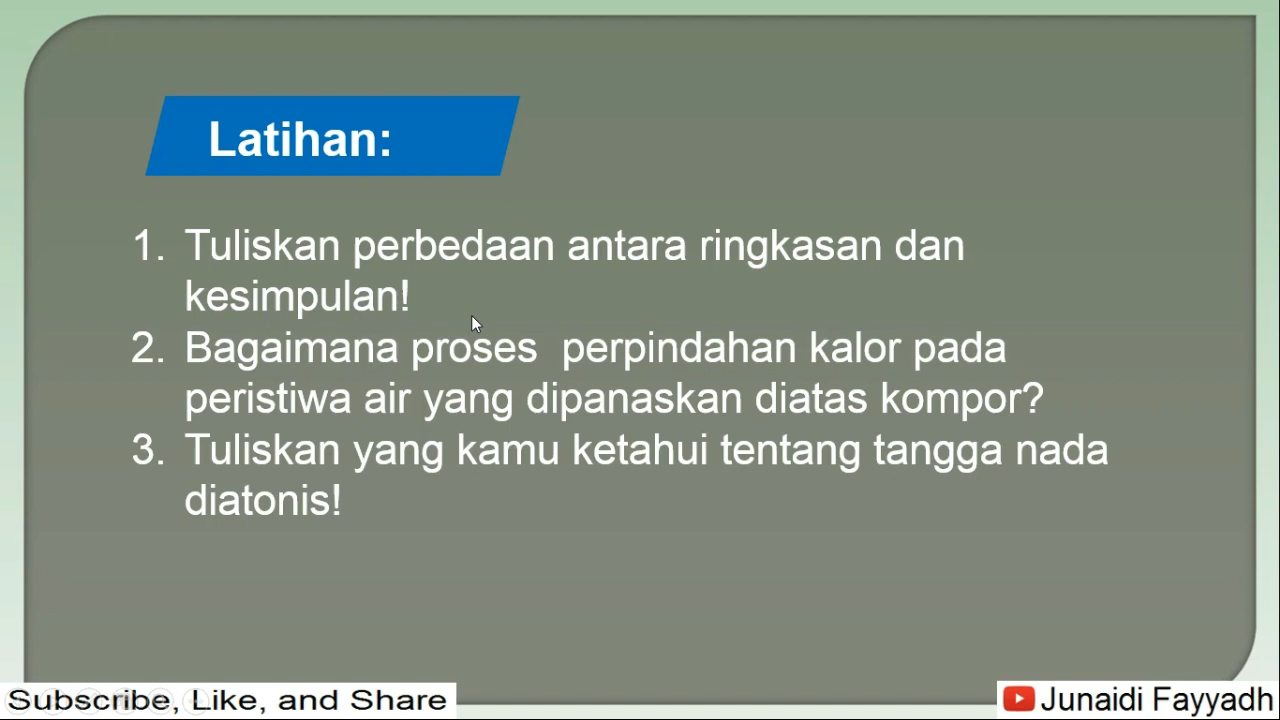 Latihan:
1. Tuliskan perbedaan antara ringkasan dan
kesimpulan!
2. Bagaimana proses  perpindahan kalor pada
peristiwa air yang dipanaskan diatas kompor?
3. Tuliskan yang kamu ketahui tentang tangga nada
diatonis!
Subscribe, Like, and Share
Junaidi Fayyadh